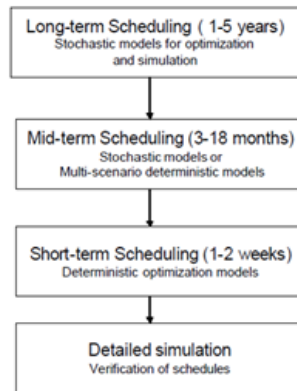 Long-term Scheduling ( 1-5 years)
Stochastic models for optimization
and simulation
Mid-term Scheduling (3-18 months)
Stochastic models or
Multi-scenario deterministic models
Short-term Scheduling (1-2 weeks)
Deterministic optimization models
Detailed simulation
Verification of schedules